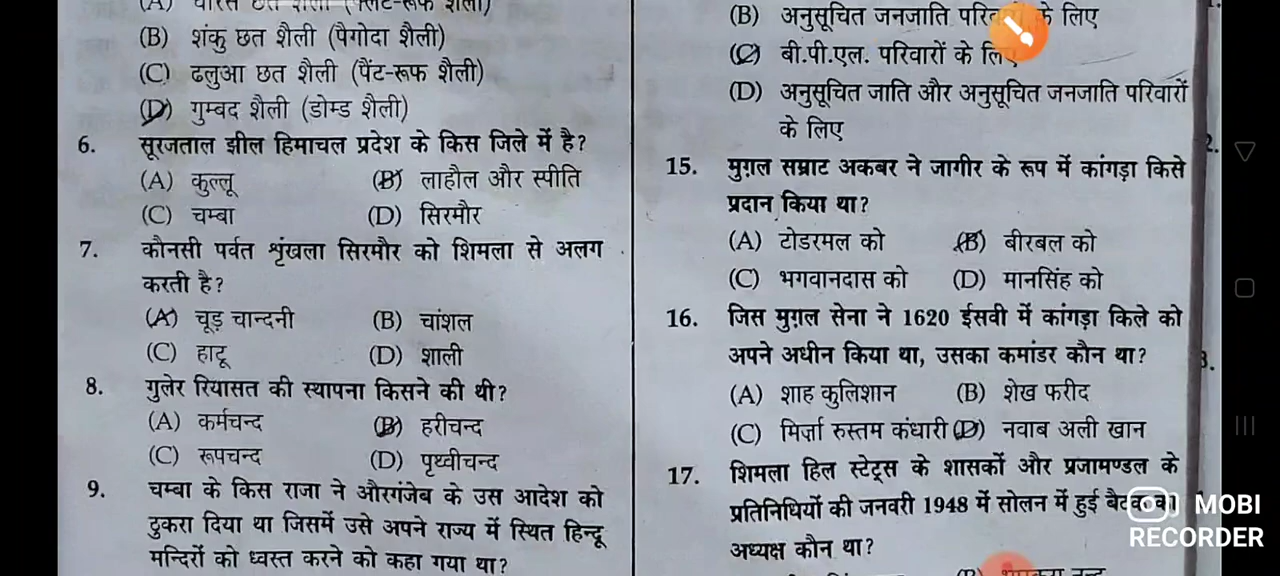 (B) शंकु छत शैली (पैगोदा शैली)
(C) ढलुआ छत शैली (पैंट-रूफ शैली)
(D) गुम्बद शैली (डोम्ड शैली)
6. सूरजताल झील हिमाचल प्रदेश के किस जिले में है?
(A) कुल्लू (B) लाहौल और स्पीति
(C) चम्बा (D) सिरमौर
7. कौनसी पर्वत शृंखला सिरमौर को शिमला से अलग
करती है?
(A) चूड़ चान्दनी (B) चांशल
(C) हाटू (D) शाली
8. गुलेर रियासत की स्थापना किसने की थी?
(A) कर्मचन्द (B) हरीचन्द
(C) रूपचन्द (D) पृथ्वीचन्द
9. चम्बा के किस राजा ने औरगंजेब के उस आदेश को
ठुकरा दिया था जिसमें उसे अपने राज्य में स्थित हिन्दू
मन्दिरों को ध्वस्त करने को कहा गया था?
(B) अनुसूचित जनजाति के लिए
(C) बी.पी.एल. परिवारों के लिए
(D) अनुसूचित जाति और अनुसूचित जनजाति परिवारों
के लिए
15. मुग़ल सम्राट अकबर ने जागीर के रूप में कांगड़ा किसे
प्रदान किया था?
(A) टोडरमल को (B) बीरबल को
(C) भगवानदास को (D) मानसिंह को
16. जिस मुग़ल सेना ने 1620 ईसवी में कांगड़ा किले को
अपने अधीन किया था, उसका कमांडर कौन था?
(A) शाह कुलिशान (B) शेख फरीद
(C) मिर्ज़ा रुस्तम कंधारी (D) नवाब अली खान
17. शिमला हिल स्टेट्स के शासकों और प्रजामण्डल के
प्रतिनिधियों की जनवरी 1948 में सोलन में हुई
अध्यक्ष कौन था?
MOBI
RECORDER